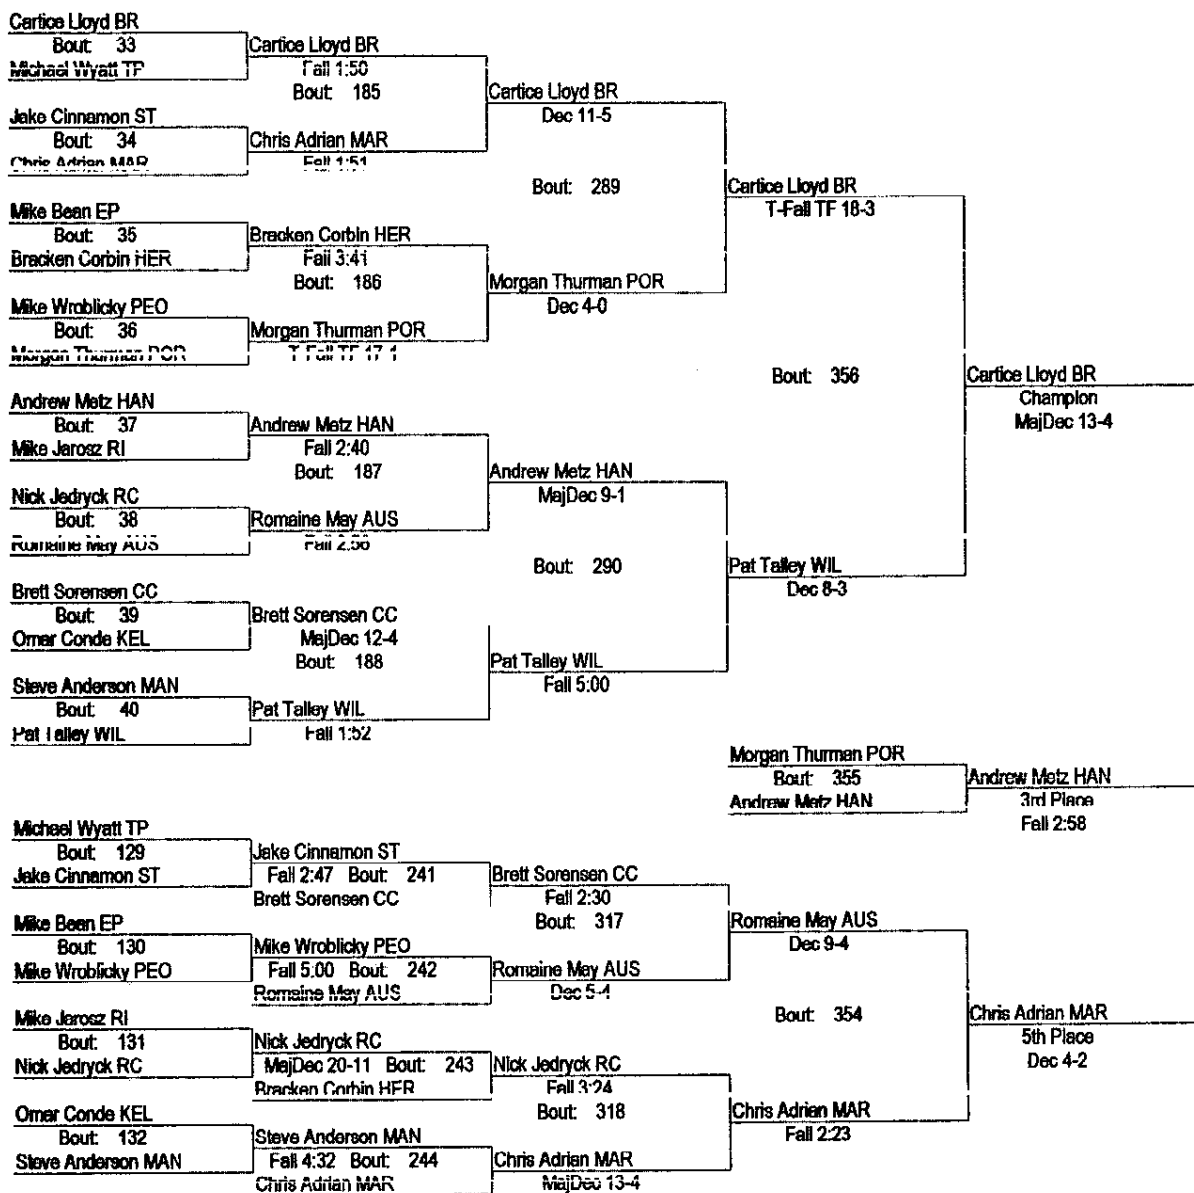 Cartice Lloyd BR
Bout: 33
Michael Wyatt TP
Cartice Lloyd BR
Fall 1:50
Bout: 185
Jake Cinnamon ST
Bout: 34
Chris Adrian MAR
Chris Adrian MAR
Fall 1:51
Cartice Lloyd BR
Dec 11-5
Bout: 289
Mike Bean EP
Bout: 35
Bracken Corbin HER
Bracken Corbin HER
Fall 3:41
Bout: 186
Mike Wroblicky PEO
Bout: 36
Morgan Thurman POR
Morgan Thurman POR
T-Fall TF 17-1
Morgan Thurman POR
Dec 4-0
Cartice Lloyd BR
T-Fall TF 18-3
Bout: 356
Andrew Metz HAN
Bout: 37
Mike Jarosz RI
Andrew Metz HAN
Fall 2:40
Bout: 187
Nick Jedryck RC
Bout: 38
Romaine May AUS
Romaine May AUS
Fall 2:58
Andrew Metz HAN
MajDec 9-1
Bout: 290
Brett Sorensen CC
Bout: 39
Omar Conde KEL
Brett Sorensen CC
MajDec 12-4
Bout: 188
Steve Anderson MAN
Bout: 40
Pat Talley WIL
Pat Talley WIL
Fall 1:52
Pat Talley WIL
Fall 5:00
Pat Talley WIL
Dec 8-3
Cartice Lloyd BR
Champion
MajDec 13-4
Morgan Thurman POR
Bout: 355
Andrew Metz HAN
Andrew Metz HAN
3rd Place
Fall 2:58
Michael Wyatt TP
Bout: 129
Jake Cinnamon ST
Jake Cinnamon ST
Fall 2:47 Bout: 241
Brett Sorensen CC
Brett Sorensen CC
Fall 2:30
Bout: 317
Mike Bean EP
Bout: 130
Mike Wroblicky PEO
Mike Wroblicky PEO
Fall 5:00 Bout: 242
Romaine May AUS
Romaine May AUS
Dec 5-4
Romaine May AUS
Dec 9-4
Bout: 354
Mike Jarosz RI
Bout: 131
Nick Jedryck RC
Nick Jedryck RC
MajDec 20-11 Bout: 243
Bracken Corbin HER
Nick Jedryck RC
Fall 3:24
Bout: 318
Omar Conde KEL
Bout: 132
Steve Anderson MAN
Steve Anderson MAN
Fall 4:32 Bout: 244
Chris Adrian MAR
Chris Adrian MAR
MajDec 13-4
Chris Adrian MAR
Fall 2:23
Chris Adrian MAR
5th Place
Dec 4-2